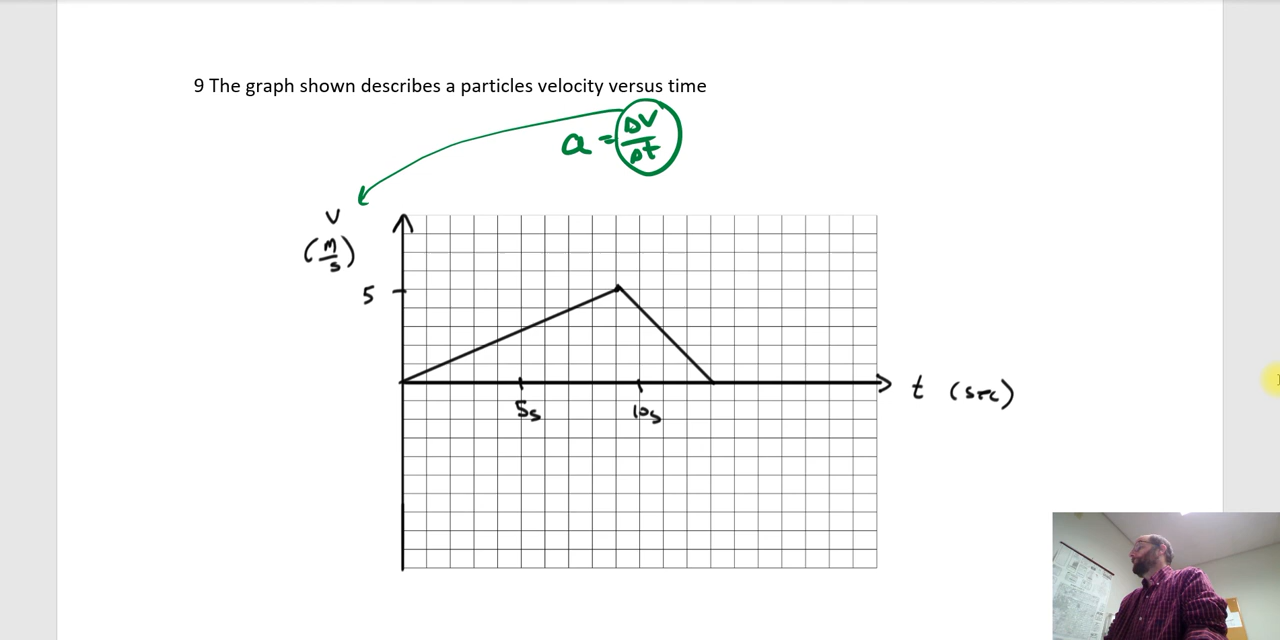 9 The graph shown describes a particles velocity versus time
a = ΔV/Δt
v
(m/s)
5
5s
10s
t (sec)